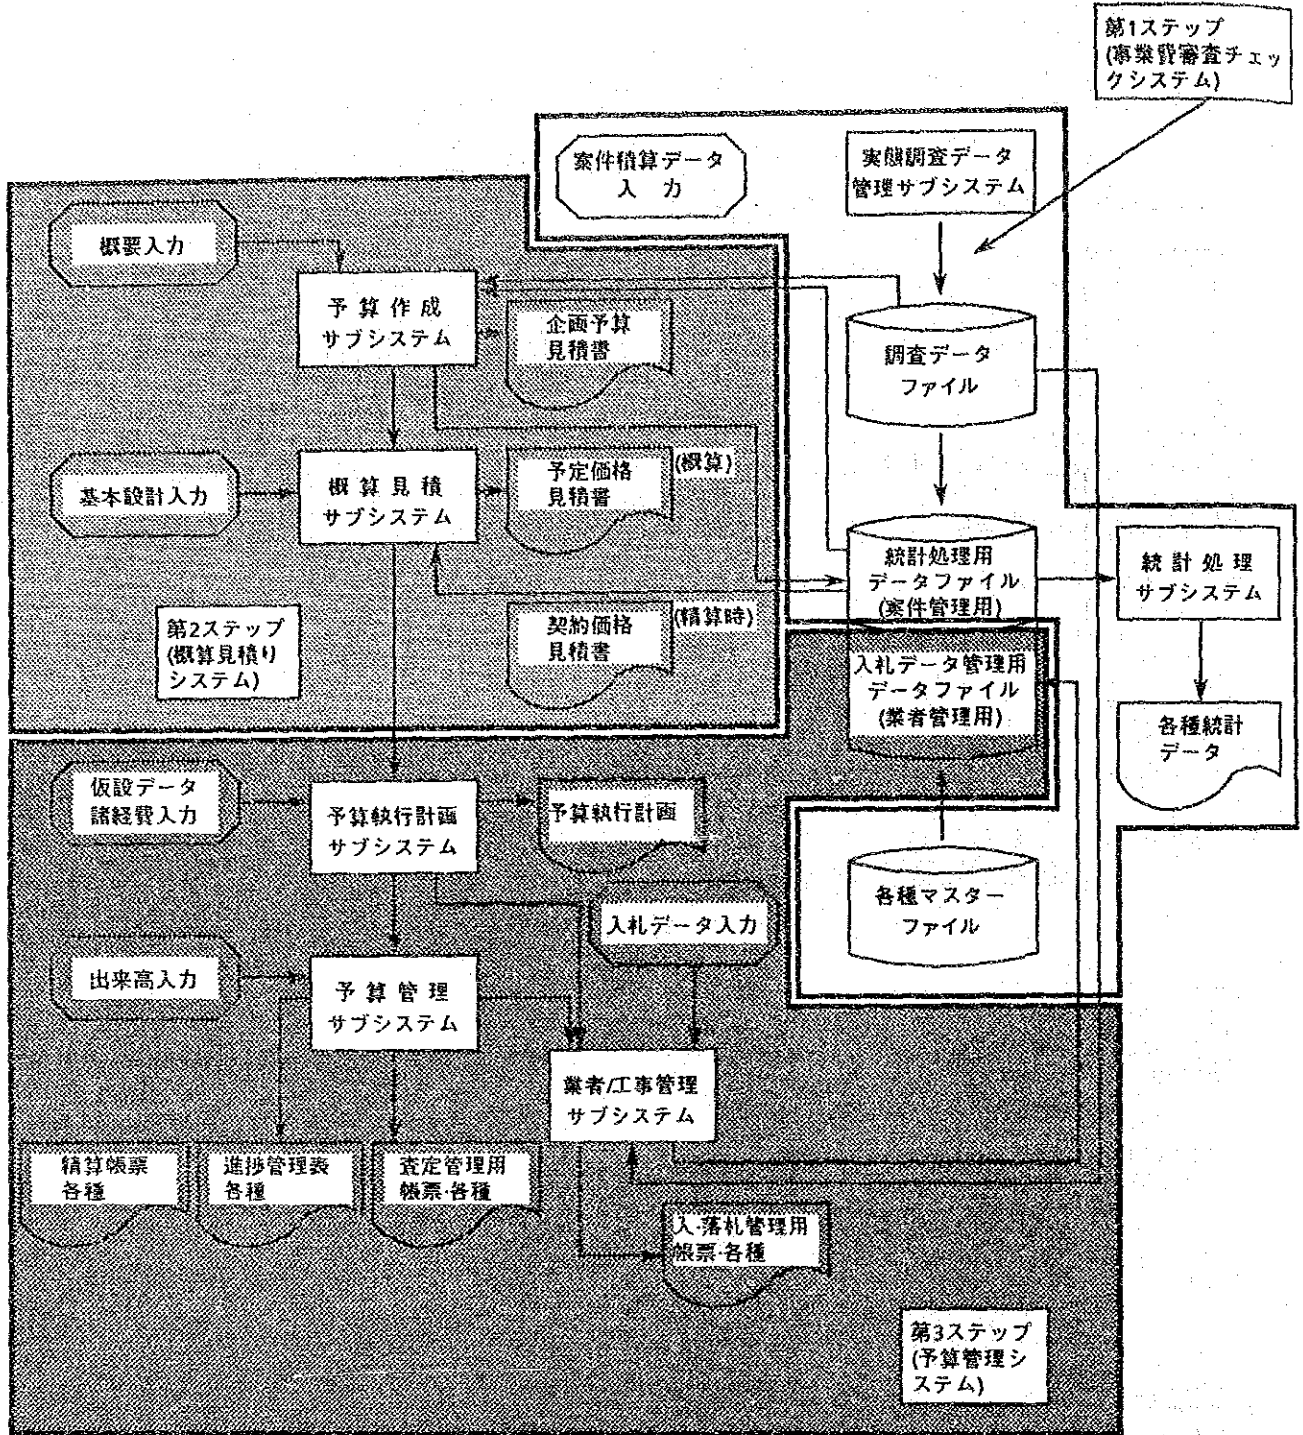 第1ステップ
(事業費審査チェッ
クシステム)
案件積算データ
入 力
実態調査データ
管理サブシステム
概要入力
予 算 作 成
サブシステム
企画予算
見積書
調査データ
ファイル
基本設計入力
概 算 見 積
サブシステム
予定価格
見積書
(概算)
統計処理用
データファイル
(案件管理用)
統 計 処 理
サブシステム
契約価格
見積書
(精算時)
第2ステップ
(概算見積り
システム)
入札データ管理用
データファイル
(業者管理用)
各種統計
データ
仮設データ
諸経費入力
予算執行計画
サブシステム
予算執行計画
各種マスター
ファイル
入札データ入力
出来高入力
予 算 管 理
サブシステム
業者/工事管理
サブシステム
精算帳票
各種
進捗管理表
各種
査定管理用
帳票·各種
入·落札管理用
帳票·各種
第3ステップ
(予算管理シ
ステム)